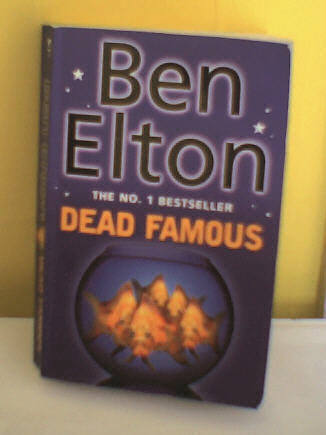 Ben
Elton
THE NO. 1 BESTSELLER
DEAD FAMOUS